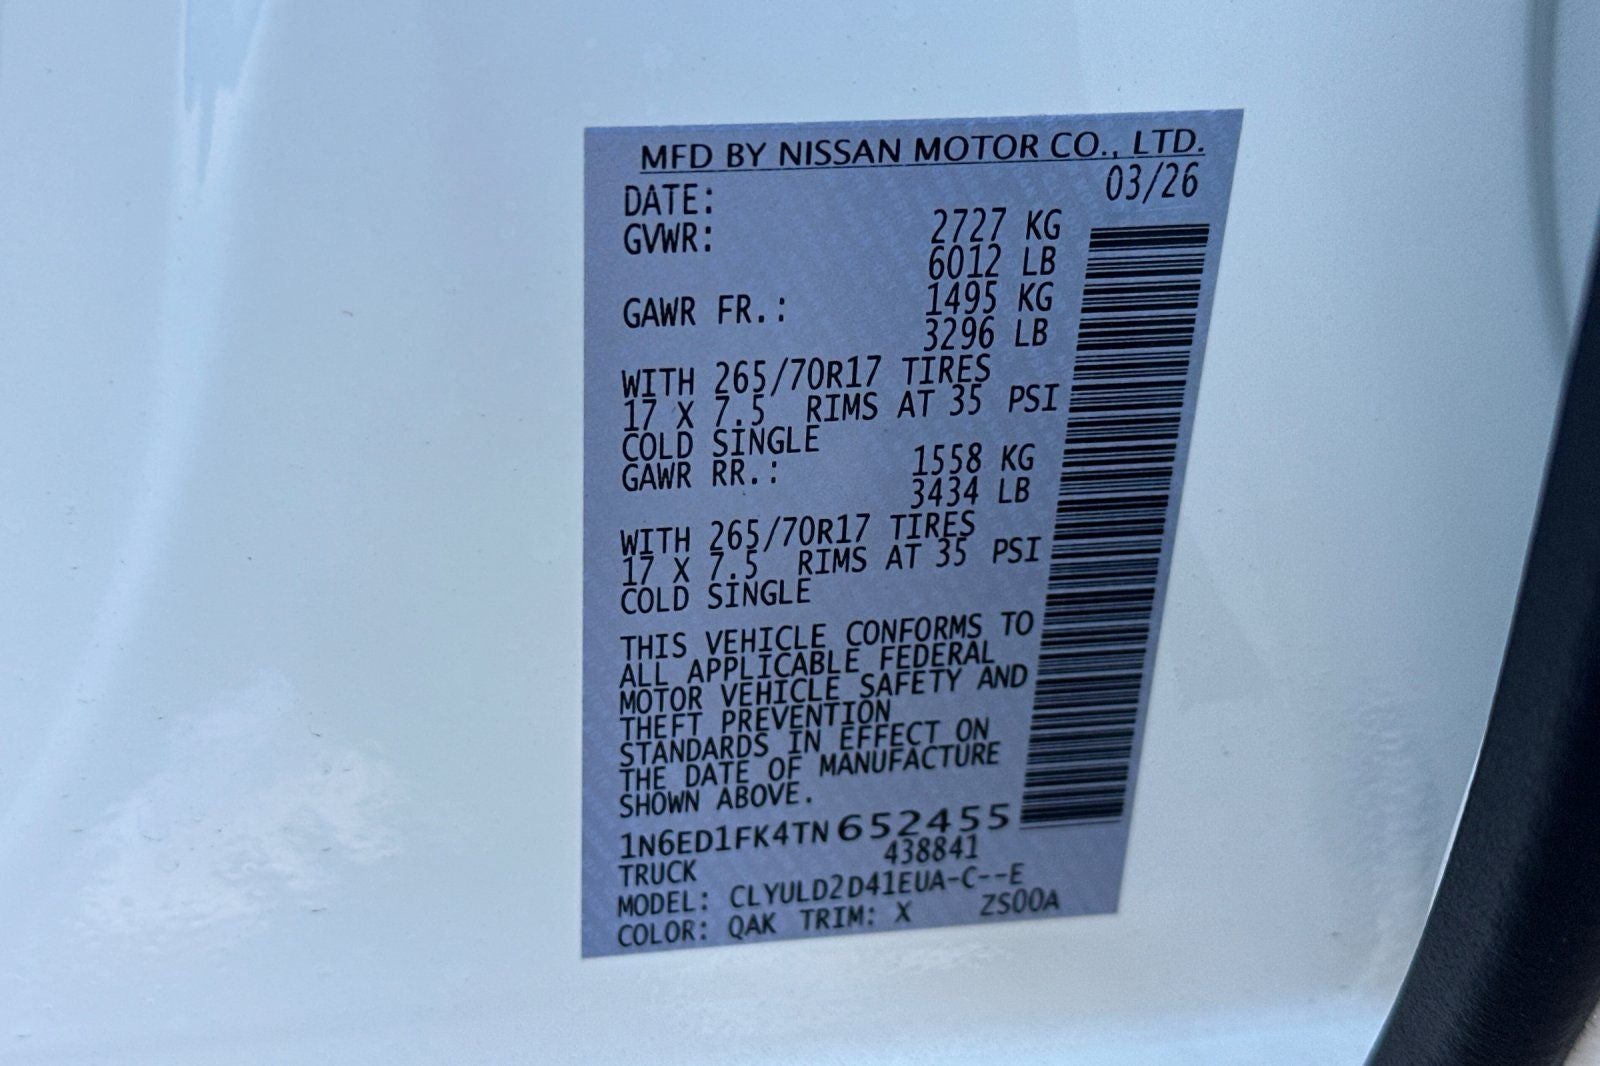 MFD BY NISSAN MOTOR CO., LTD.
DATE: 03/26
GVWR: 2727 KG
6012 LB
GAWR FR.: 1495 KG
3296 LB
WITH 265/70R17 TIRES
17 X 7.5 RIMS AT 35 PSI
COLD SINGLE
GAWR RR.: 1558 KG
3434 LB
WITH 265/70R17 TIRES
17 X 7.5 RIMS AT 35 PSI
COLD SINGLE
THIS VEHICLE CONFORMS TO
ALL APPLICABLE FEDERAL
MOTOR VEHICLE SAFETY AND
THEFT PREVENTION
STANDARDS IN EFFECT ON
THE DATE OF MANUFACTURE
SHOWN ABOVE.
1N6ED1FK4TN652455
TRUCK 438841
MODEL: CLYULD2D41EUA-C--E
COLOR: QAK TRIM: X ZS00A